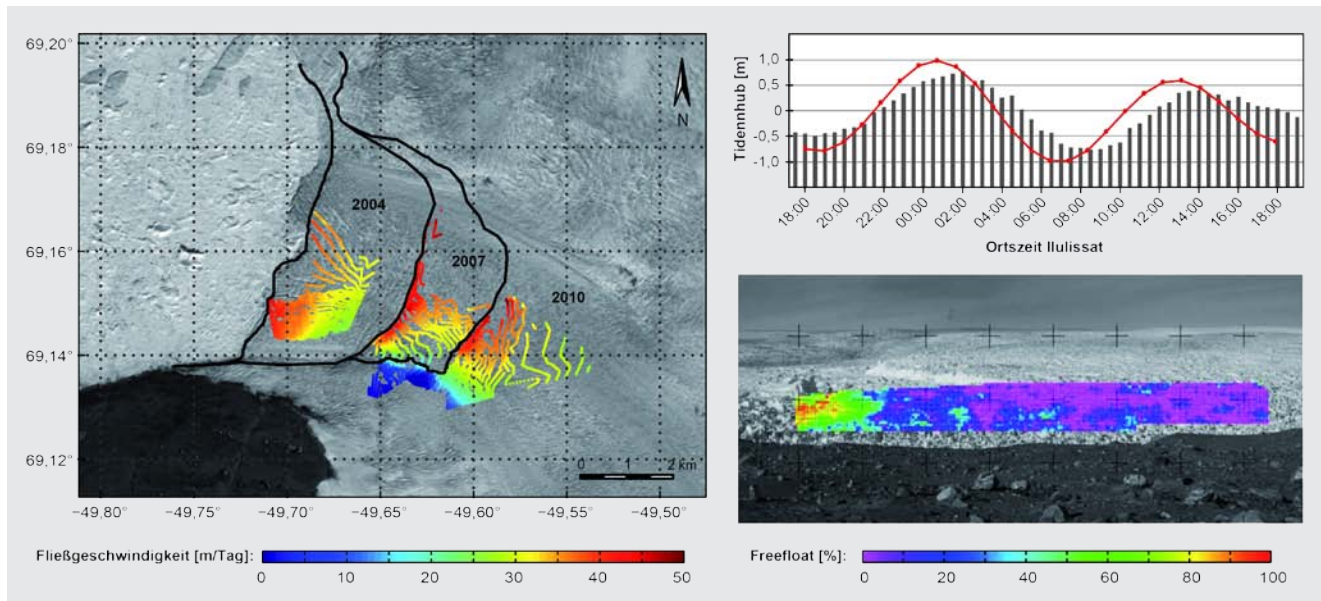 69,20°
69,18°
69,16°
69,14°
69,12°
2004
2007
2010
N
0 1 2 km
−49,80° −49,75° −49,70° −49,65° −49,60° −49,55° −49,50°
Fließgeschwindigkeit [m/Tag]:
0 10 20 30 40 50
Tidennhub [m]
1,0
0,5
0
-0,5
-1,0
18:00 20:00 22:00 00:00 02:00 04:00 06:00 08:00 10:00 12:00 14:00 16:00 18:00
Ortszeit Ilulissat
Freefloat [%]:
0 20 40 60 80 100